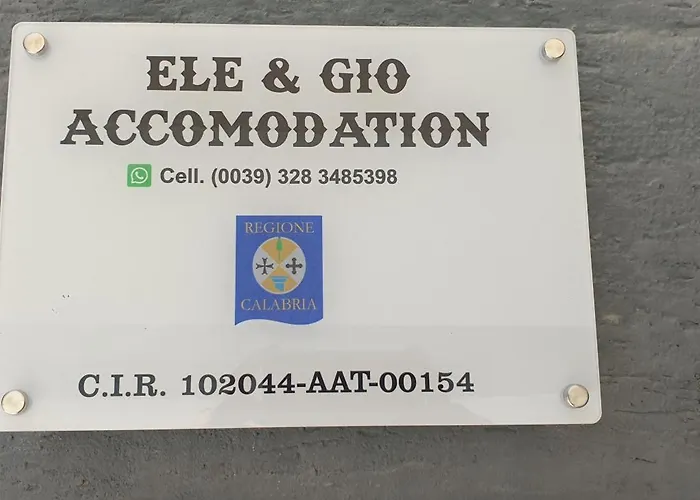 ELE & GIO
ACCOMODATION
Cell. (0039) 328 3485398
REGIONE
CALABRIA
C.I.R. 102044-AAT-00154